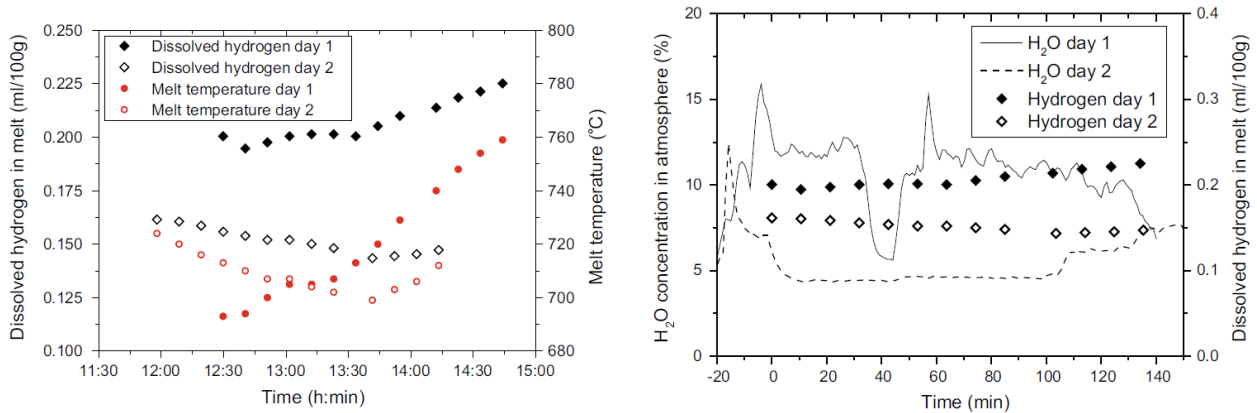 Dissolved hydrogen in melt (ml/100g)
0.250
0.225
0.200
0.175
0.150
0.125
0.100
Dissolved hydrogen day 1
Dissolved hydrogen day 2
Melt temperature day 1
Melt temperature day 2
800
780
760
740
720
700
680
Melt temperature (°C)
11:30 12:00 12:30 13:00 13:30 14:00 14:30 15:00
Time (h:min)
H₂O concentration in atmosphere (%)
20
15
10
5
0
H₂O day 1
H₂O day 2
Hydrogen day 1
Hydrogen day 2
0.4
0.3
0.2
0.1
0.0
Dissolved hydrogen in melt (ml/100g)
-20 0 20 40 60 80 100 120 140
Time (min)